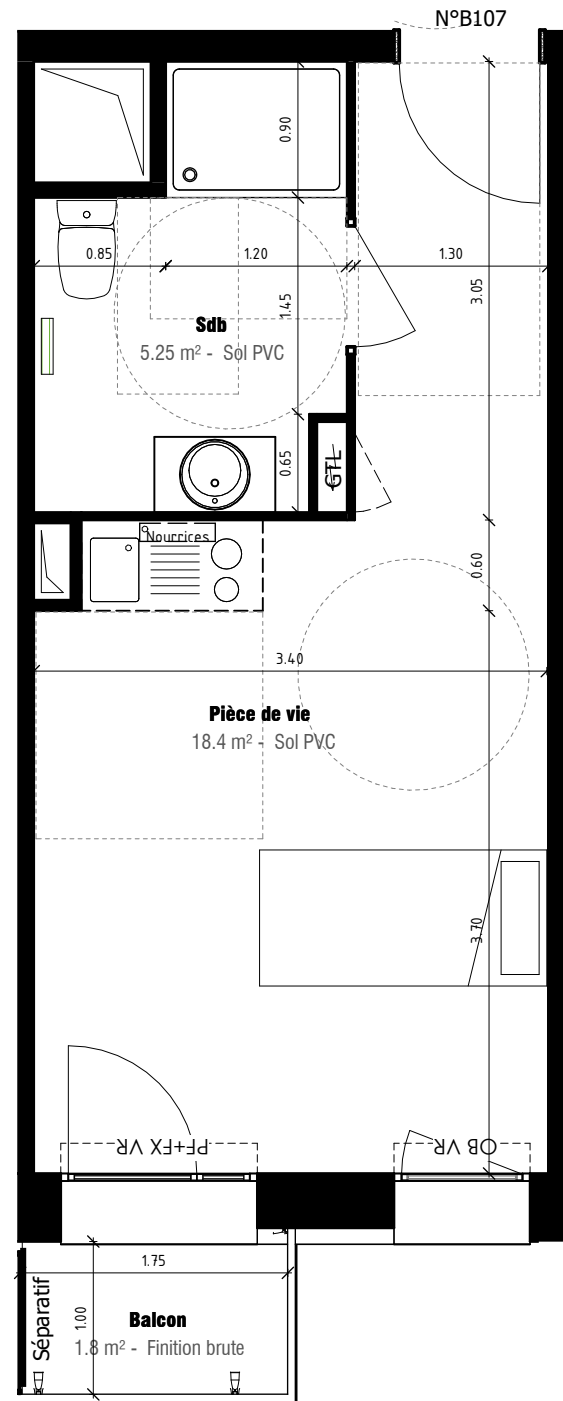 N°B107
0.90
0.85
1.20
1.30
3.05
1.45
Sdb
5.25 m² - Sol PVC
0.65
GTL
Nourrices
0.60
3.40
Pièce de vie
18.4 m² - Sol PVC
3.70
PF+FX VR
OB VR
1.75
Séparatif
1.00
Balcon
1.8 m² - Finition brute